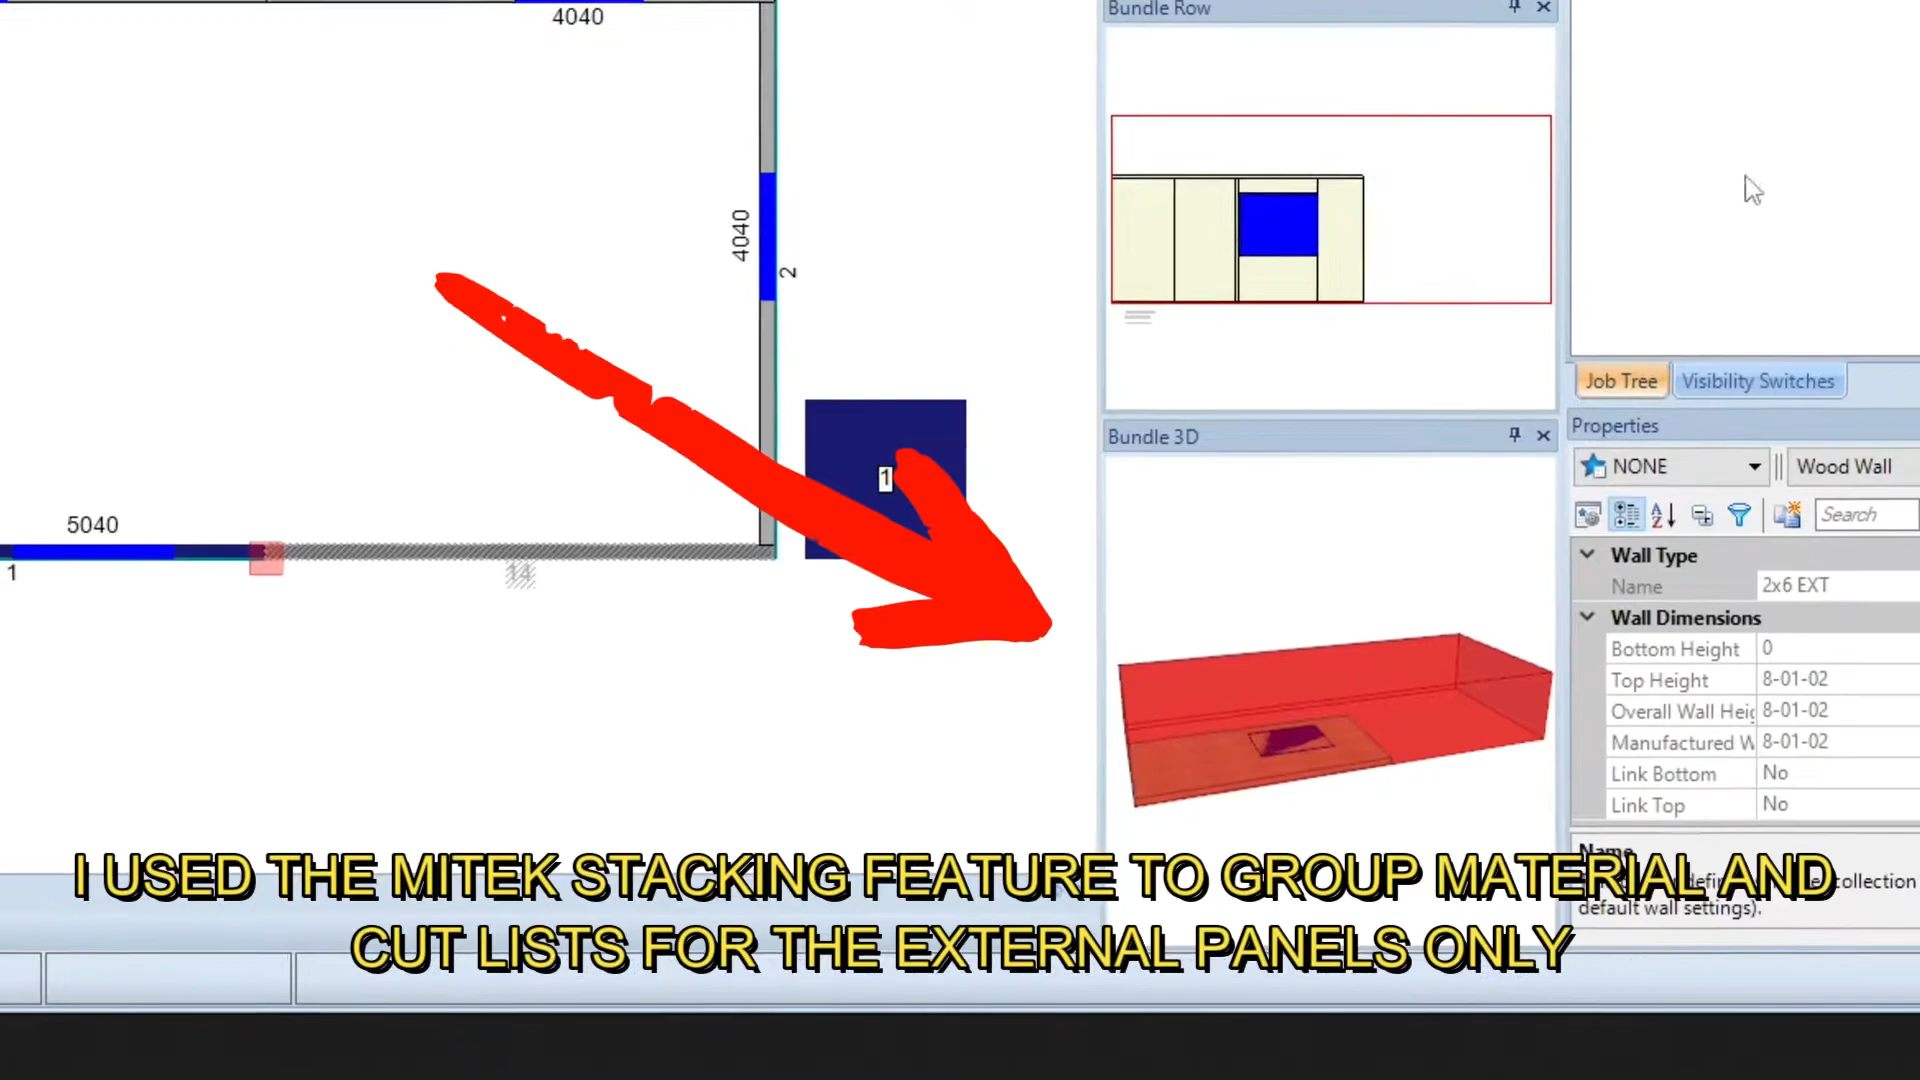 4040
Bundle Row
4040
2
Job Tree
Visibility Switches
Properties
Bundle 3D
NONE
Wood Wall
1
Search
5040
1
14
Wall Type
Name
2x6 EXT
Wall Dimensions
Bottom Height
0
Top Height
8-01-02
Overall Wall Heig
8-01-02
Manufactured W
8-01-02
Link Bottom
No
Link Top
No
Name
collection
default wall settings).
I USED THE MITEK STACKING FEATURE TO GROUP MATERIAL AND
CUT LISTS FOR THE EXTERNAL PANELS ONLY